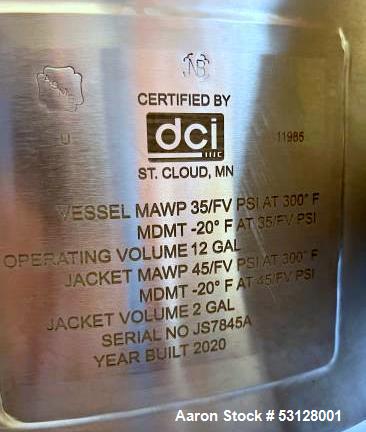 NB
CERTIFIED BY
dci
INC
U
11985
ST. CLOUD, MN
VESSEL MAWP 35/FV PSI AT 300° F
MDMT -20° F AT 35/FV PSI
OPERATING VOLUME 12 GAL
JACKET MAWP 45/FV PSI AT 300° F
MDMT -20° F AT 45/FV PSI
JACKET VOLUME 2 GAL
SERIAL NO JS7845A
YEAR BUILT 2020
Aaron Stock # 53128001